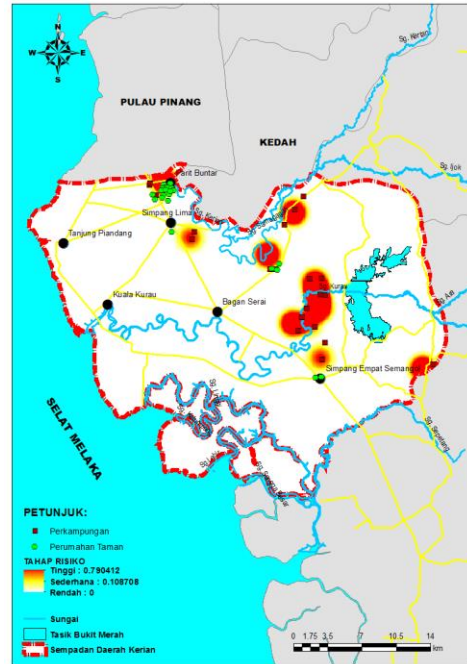 N
W E
S
Sg. Kerian
PULAU PINANG
KEDAH
Sg. Ijok
Parit Buntar
Simpang Lima
Tanjung Piandang
Kuala Kurau
Bagan Serai
Sg. Kurau
Sg. Ara
Simpang Empat Semanggol
SELAT MELAKA
PETUNJUK:
Perkampungan
Perumahan Taman
TAHAP RISIKO
Tinggi : 0.790412
Sederhana : 0.108708
Rendah : 0
Sungai
Tasik Bukit Merah
Sempadan Daerah Kerian
0 1.75 3.5 7 10.5 14
km